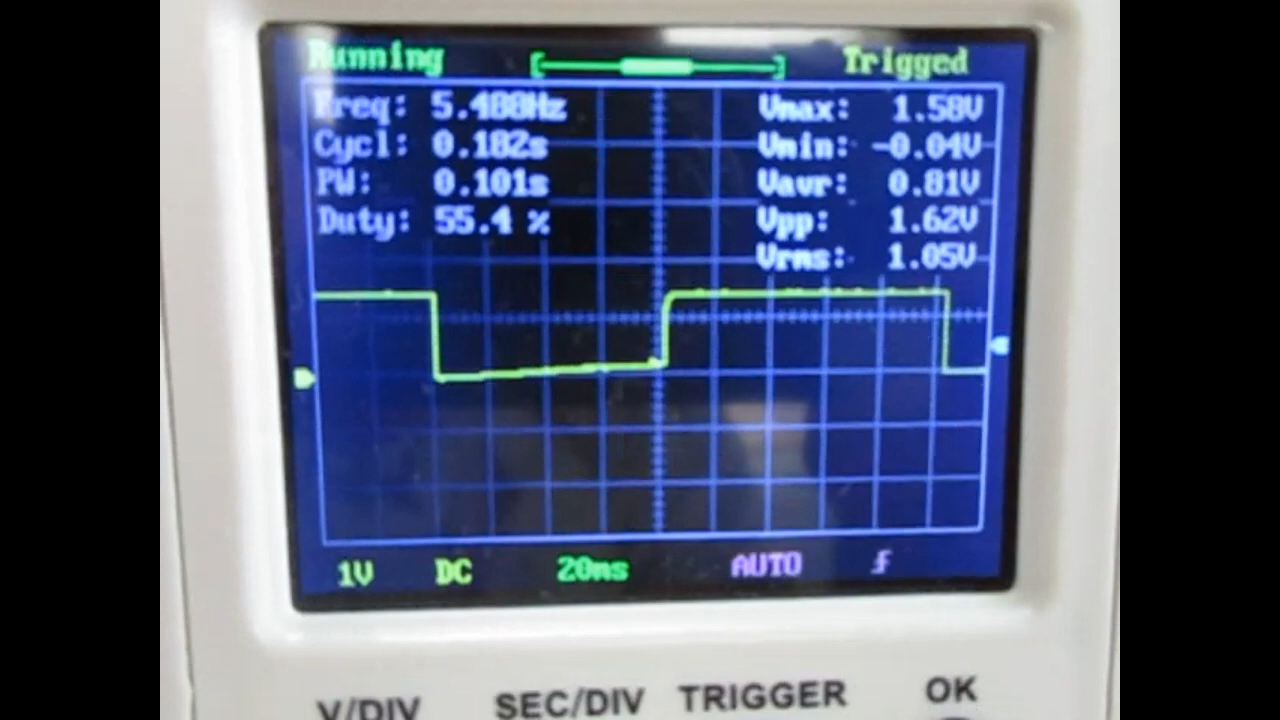 Running Trigged
Freq: 5.488Hz Vmax: 1.58V
Cycl: 0.182s Vmin: -0.04V
PW: 0.101s Vavr: 0.81V
Duty: 55.4 % Vpp: 1.62V
Vrms: 1.05V
1V DC 20ms AUTO
V/DIV SEC/DIV TRIGGER OK